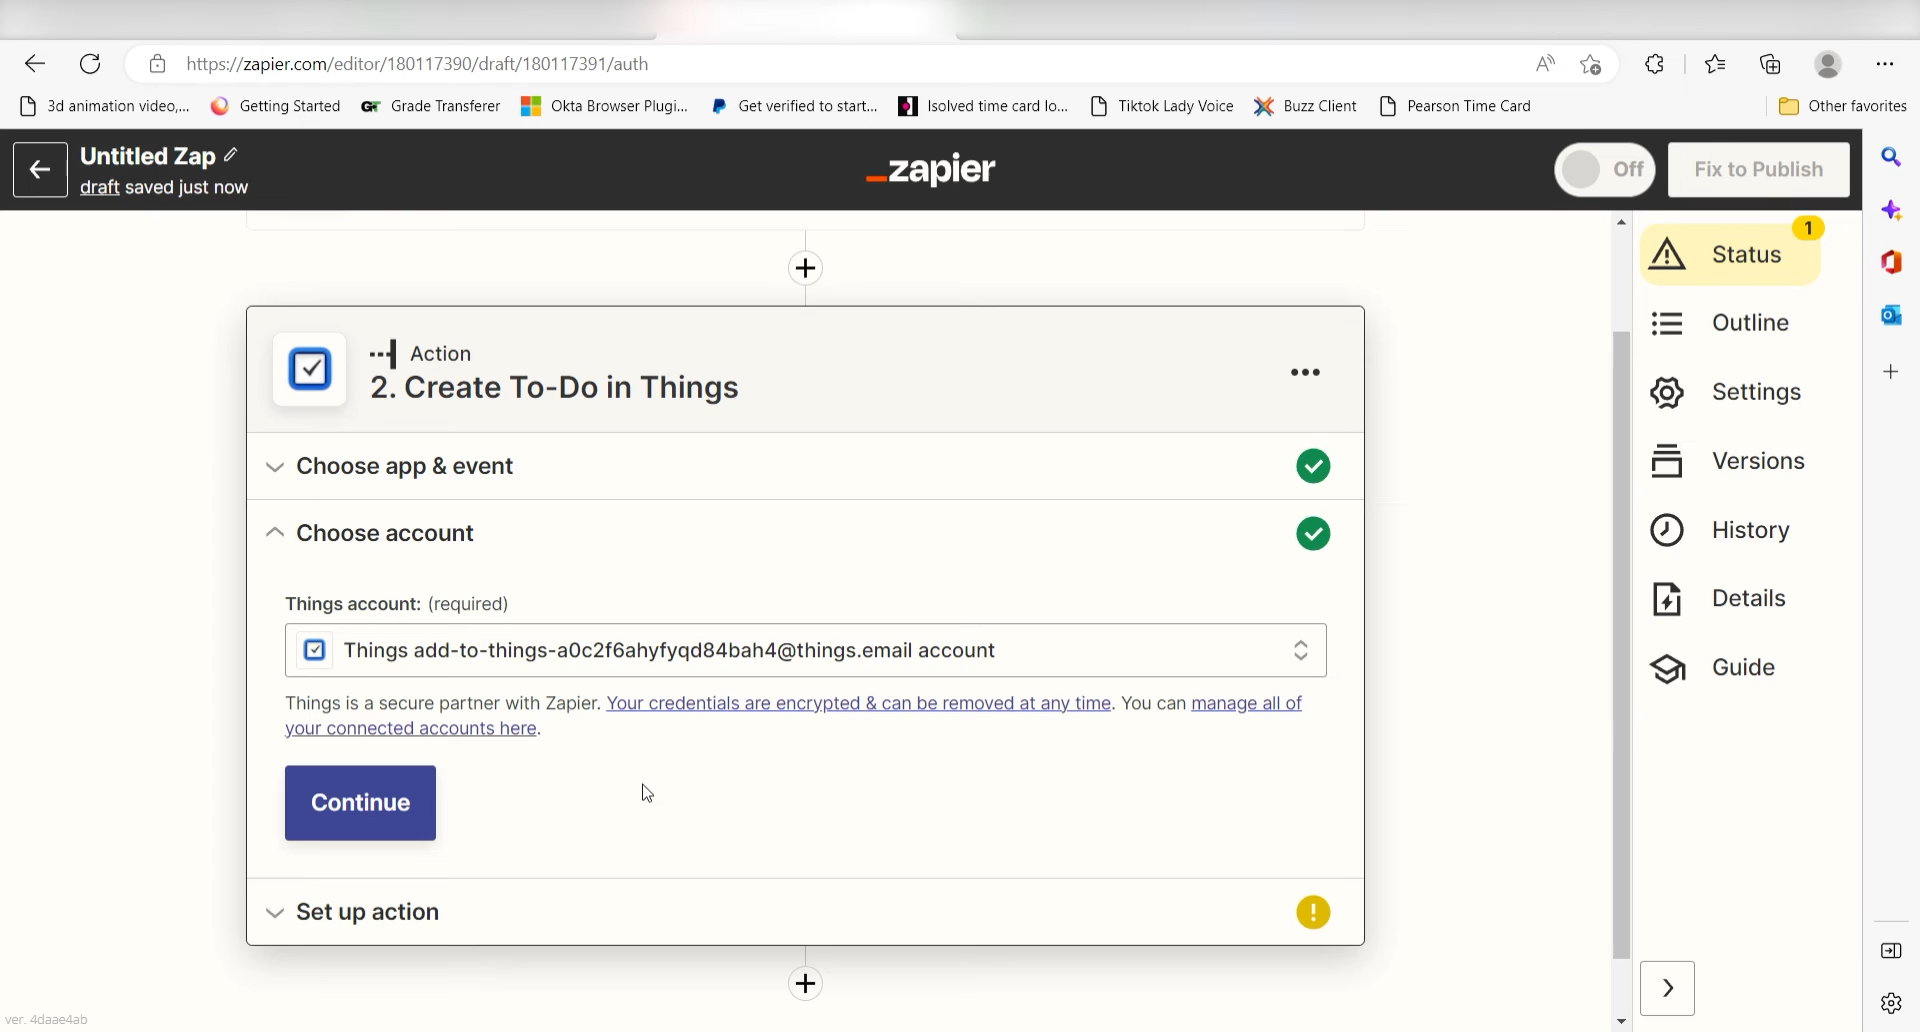 https://zapier.com/editor/180117390/draft/180117391/auth
3d animation video,...
Getting Started
GT
Grade Transferer
Okta Browser Plugi...
Get verified to start...
Isolved time card lo...
Tiktok Lady Voice
Buzz Client
Pearson Time Card
Other favorites
Untitled Zap
draft saved just now
_zapier
Off
Fix to Publish
1
Status
Outline
Settings
Versions
History
Details
Guide
Action
2. Create To-Do in Things
Choose app & event
Choose account
Things account: (required)
Things add-to-things-a0c2f6ahyfyqd84bah4@things.email account
Things is a secure partner with Zapier. Your credentials are encrypted & can be removed at any time. You can manage all of
your connected accounts here.
Continue
Set up action
ver. 4daae4ab